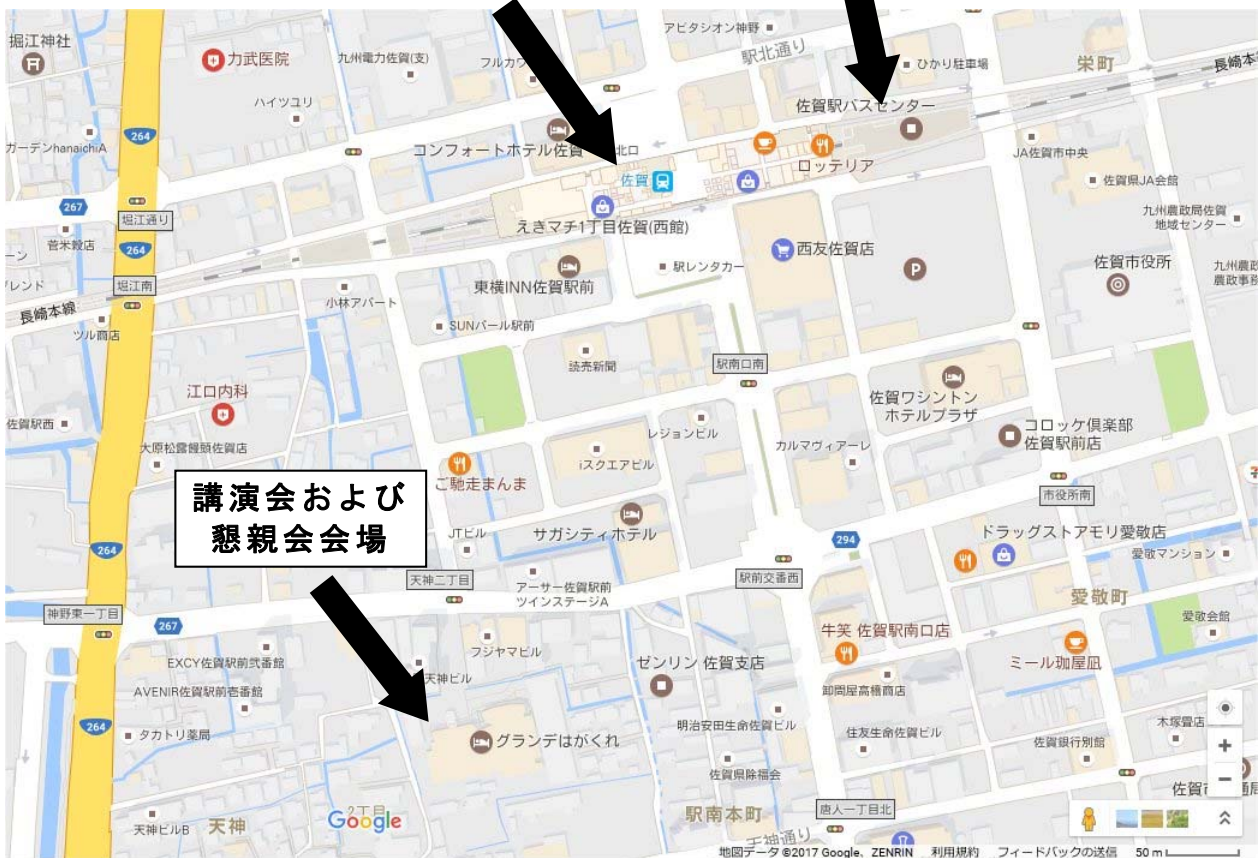 アピタシオン神野
駅北通り
堀江神社
力武医院
九州電力佐賀(支)
フルカワ
ひかり駐車場
栄町
長崎本
ハイツユリ
佐賀駅バスセンター
264
ガーデンhanaichiA
コンフォートホテル佐賀
北口
ロッテリア
JA佐賀市中央
佐賀
佐賀県JA会館
267
堀江通り
えきマチ1丁目佐賀(西館)
九州農政局佐賀
地域センター
菅米穀店
264
西友佐賀店
ーン
駅レンタカー
P
佐賀市役所
九州農政
農政事務
東横INN佐賀駅前
レンド
堀江南
小林アパート
長崎本線
SUNパール駅前
ツル商店
読売新聞
駅南口南
江口内科
佐賀ワシントン
ホテルプラザ
佐賀駅西
レジョンビル
コロッケ倶楽部
佐賀駅前店
大原松露饅頭佐賀店
iスクエアビル
カルマヴィアーレ
ご馳走まんま
講演会および
懇親会会場
市役所南
サガシティホテル
JTビル
ドラッグストアモリ愛敬店
264
294
愛敬マンション
天神二丁目
アーサー佐賀駅前
ツインステージA
駅前交番西
愛敬町
神野東一丁目
267
愛敬会館
牛笑 佐賀駅南口店
フジヤマビル
EXCY佐賀駅前弐番館
ゼンリン 佐賀支店
ミール珈屋凪
天神ビル
AVENIR佐賀駅前壱番館
卸問屋高橋商店
264
タカトリ薬局
グランデはがくれ
明治安田生命佐賀ビル
住友生命佐賀ビル
佐賀銀行別館
木塚畳店
佐賀県隊友会
佐賀市
通局
2丁目
Google
天神ビルB
天神
駅南本町
唐人一丁目北
天神通り
地図データ ©2017 Google、ZENRIN
利用規約
フィードバックの送信
50 m